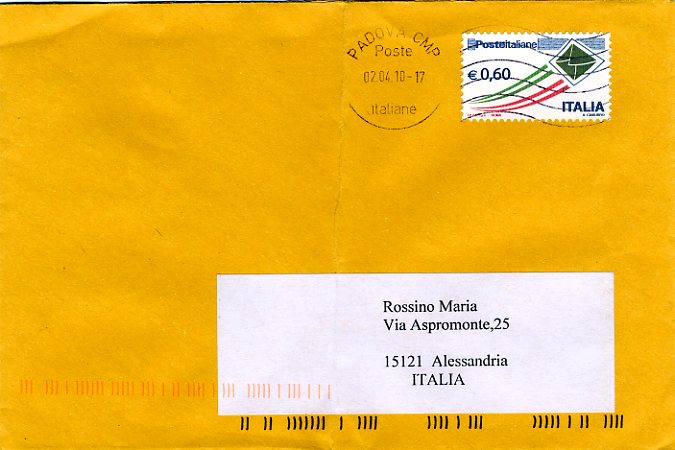 PADOVA CMP
Poste
02.04.10-17
italiane
Posteitaliane
€ 0,60
ITALIA
Rossino Maria
Via Aspromonte,25
15121 Alessandria
ITALIA